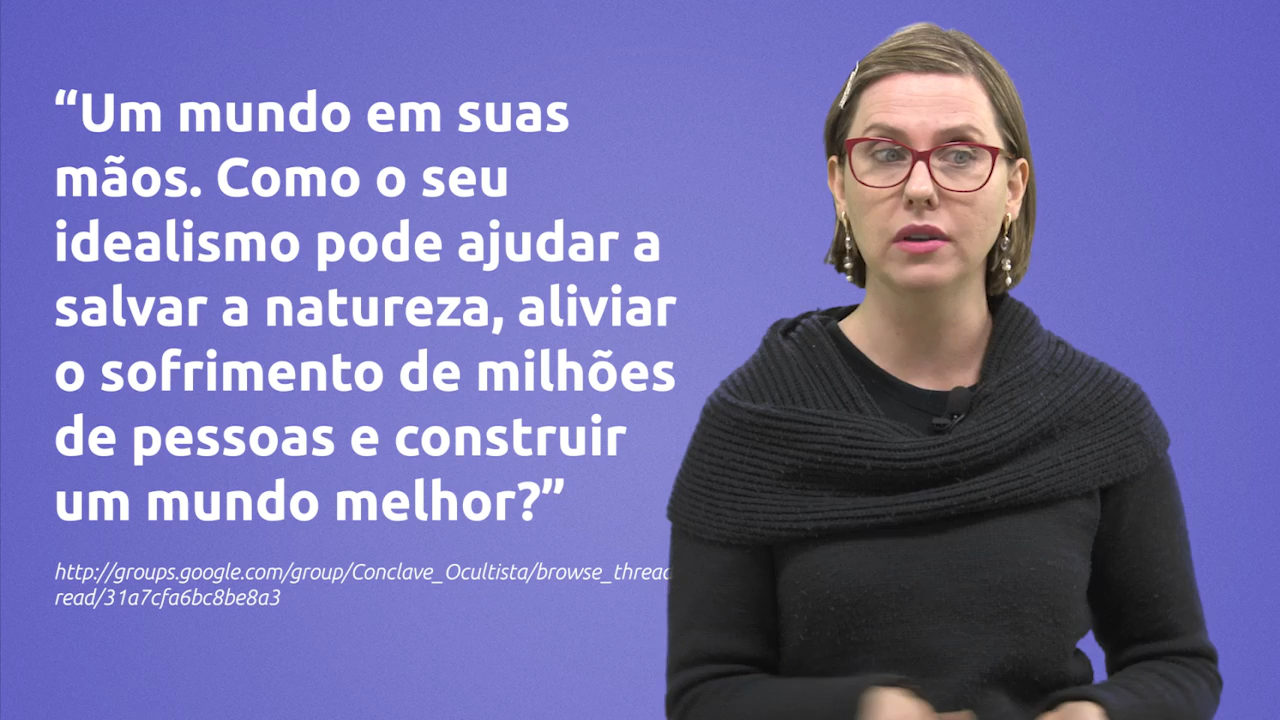 “Um mundo em suas
mãos. Como o seu
idealismo pode ajudar a
salvar a natureza, aliviar
o sofrimento de milhões
de pessoas e construir
um mundo melhor?”
http://groups.google.com/group/Conclave_Ocultista/browse_thread
read/31a7cfa6bc8be8a3